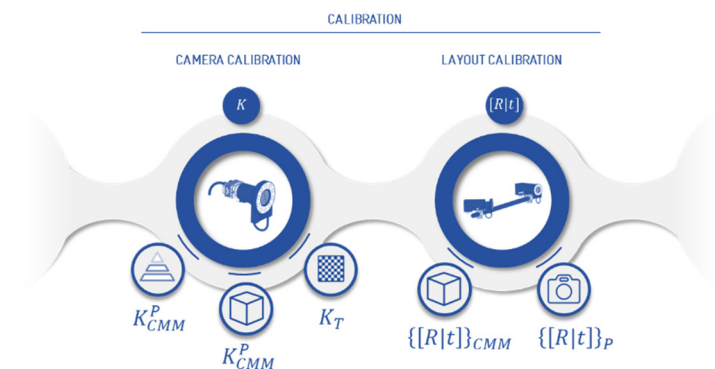 CALIBRATION
CAMERA CALIBRATION
LAYOUT CALIBRATION
K
[R|t]
K^P_CMM
K^P_CMM
K_T
{[R|t]}_CMM
{[R|t]}_P